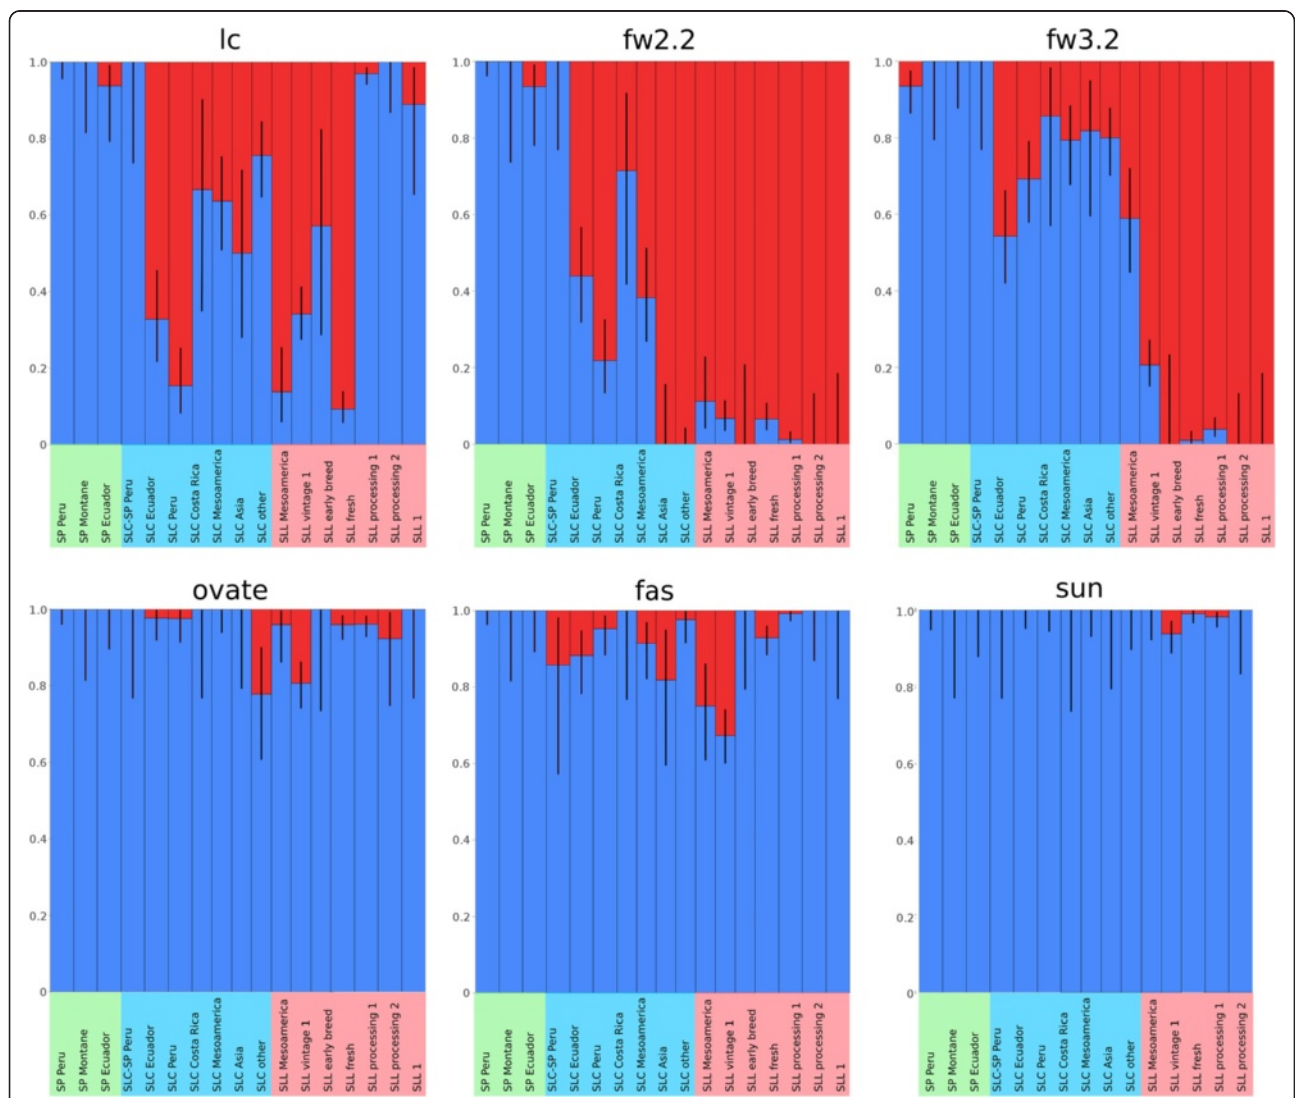 lc
1.0
0.8
0.6
0.4
0.2
0
SP Peru
SP Montane
SP Ecuador
SLC-SP Peru
SLC Ecuador
SLC Peru
SLC Costa Rica
SLC Mesoamerica
SLC Asia
SLC other
SLL Mesoamerica
SLL vintage 1
SLL early breed
SLL fresh
SLL processing 1
SLL processing 2
SLL 1
fw2.2
1.0
0.8
0.6
0.4
0.2
0
SP Peru
SP Montane
SP Ecuador
SLC-SP Peru
SLC Ecuador
SLC Peru
SLC Costa Rica
SLC Mesoamerica
SLC Asia
SLC other
SLL Mesoamerica
SLL vintage 1
SLL early breed
SLL fresh
SLL processing 1
SLL processing 2
SLL 1
fw3.2
1.0
0.8
0.6
0.4
0.2
0
SP Peru
SP Montane
SP Ecuador
SLC-SP Peru
SLC Ecuador
SLC Peru
SLC Costa Rica
SLC Mesoamerica
SLC Asia
SLC other
SLL Mesoamerica
SLL vintage 1
SLL early breed
SLL fresh
SLL processing 1
SLL processing 2
SLL 1
ovate
1.0
0.8
0.6
0.4
0.2
0
SP Peru
SP Montane
SP Ecuador
SLC-SP Peru
SLC Ecuador
SLC Peru
SLC Costa Rica
SLC Mesoamerica
SLC Asia
SLC other
SLL Mesoamerica
SLL vintage 1
SLL early breed
SLL fresh
SLL processing 1
SLL processing 2
SLL 1
fas
1.0
0.8
0.6
0.4
0.2
0
SP Peru
SP Montane
SP Ecuador
SLC-SP Peru
SLC Ecuador
SLC Peru
SLC Costa Rica
SLC Mesoamerica
SLC Asia
SLC other
SLL Mesoamerica
SLL vintage 1
SLL early breed
SLL fresh
SLL processing 1
SLL processing 2
SLL 1
sun
1.0
0.8
0.6
0.4
0.2
0
SP Peru
SP Montane
SP Ecuador
SLC-SP Peru
SLC Ecuador
SLC Peru
SLC Costa Rica
SLC Mesoamerica
SLC Asia
SLC other
SLL Mesoamerica
SLL vintage 1
SLL fresh
SLL processing 1
SLL processing 2